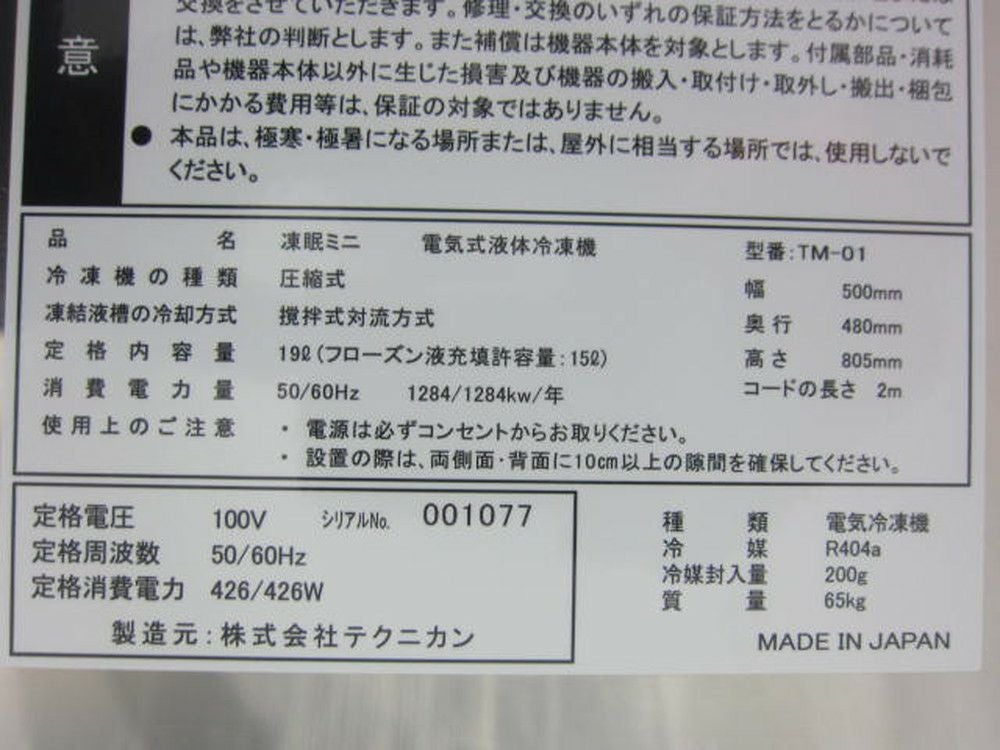 意
交換をさせていただきます。修理・交換のいずれの保証方法をとるかについて
は、弊社の判断とします。また補償は機器本体を対象とします。付属部品・消耗
品や機器本体以外に生じた損害及び機器の搬入・取付け・取外し・搬出・梱包
にかかる費用等は、保証の対象ではありません。
● 本品は、極寒・極暑になる場所または、屋外に相当する場所では、使用しないで
ください。
品名 凍眠ミニ 電気式液体冷凍機 型番:TM-01
冷凍機の種類 圧縮式 幅 500mm
凍結液槽の冷却方式 撹拌式対流方式 奥行 480mm
定格内容量 19ℓ(フローズン液充填許容量:15ℓ) 高さ 805mm
消費電力量 50/60Hz 1284/1284kw/年 コードの長さ 2m
使用上のご注意 ・電源は必ずコンセントからお取りください。
・設置の際は、両側面・背面に10cm以上の隙間を確保してください。
定格電圧 100V シリアルNo. 001077
定格周波数 50/60Hz
定格消費電力 426/426W
製造元:株式会社テクニカン
種類 電気冷凍機
冷媒 R404a
冷媒封入量 200g
質量 65kg
MADE IN JAPAN